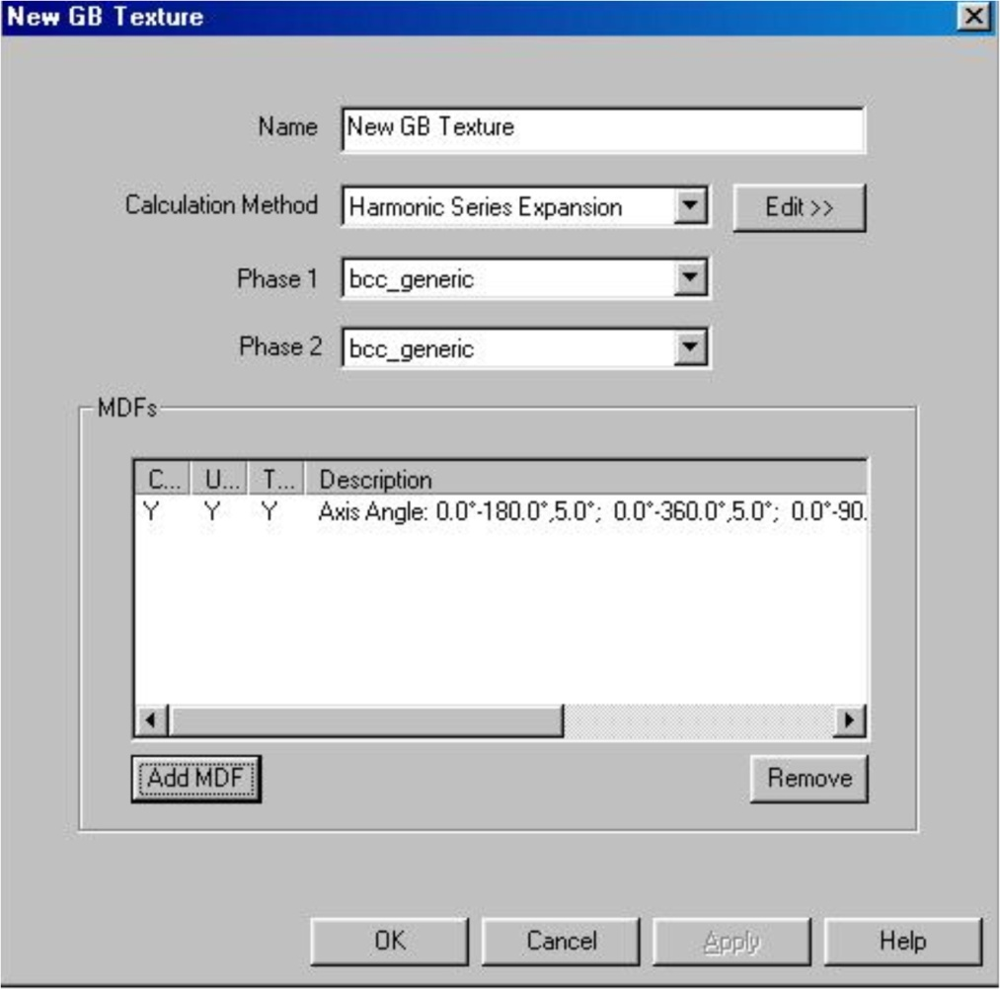 New GB Texture
Name New GB Texture
Calculation Method Harmonic Series Expansion Edit >>
Phase 1 bcc_generic
Phase 2 bcc_generic
MDFs
C... U... T... Description
Y Y Y Axis Angle: 0.0°-180.0°,5.0°; 0.0°-360.0°,5.0°; 0.0°-90.
Add MDF Remove
OK Cancel Apply Help